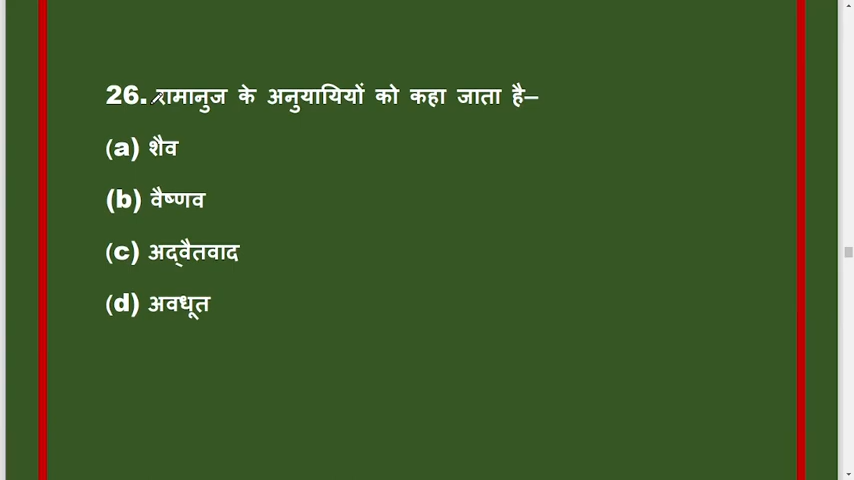 26. रामानुज के अनुयायियों को कहा जाता है–
(a) शैव
(b) वैष्णव
(c) अद्वैतवाद
(d) अवधूत